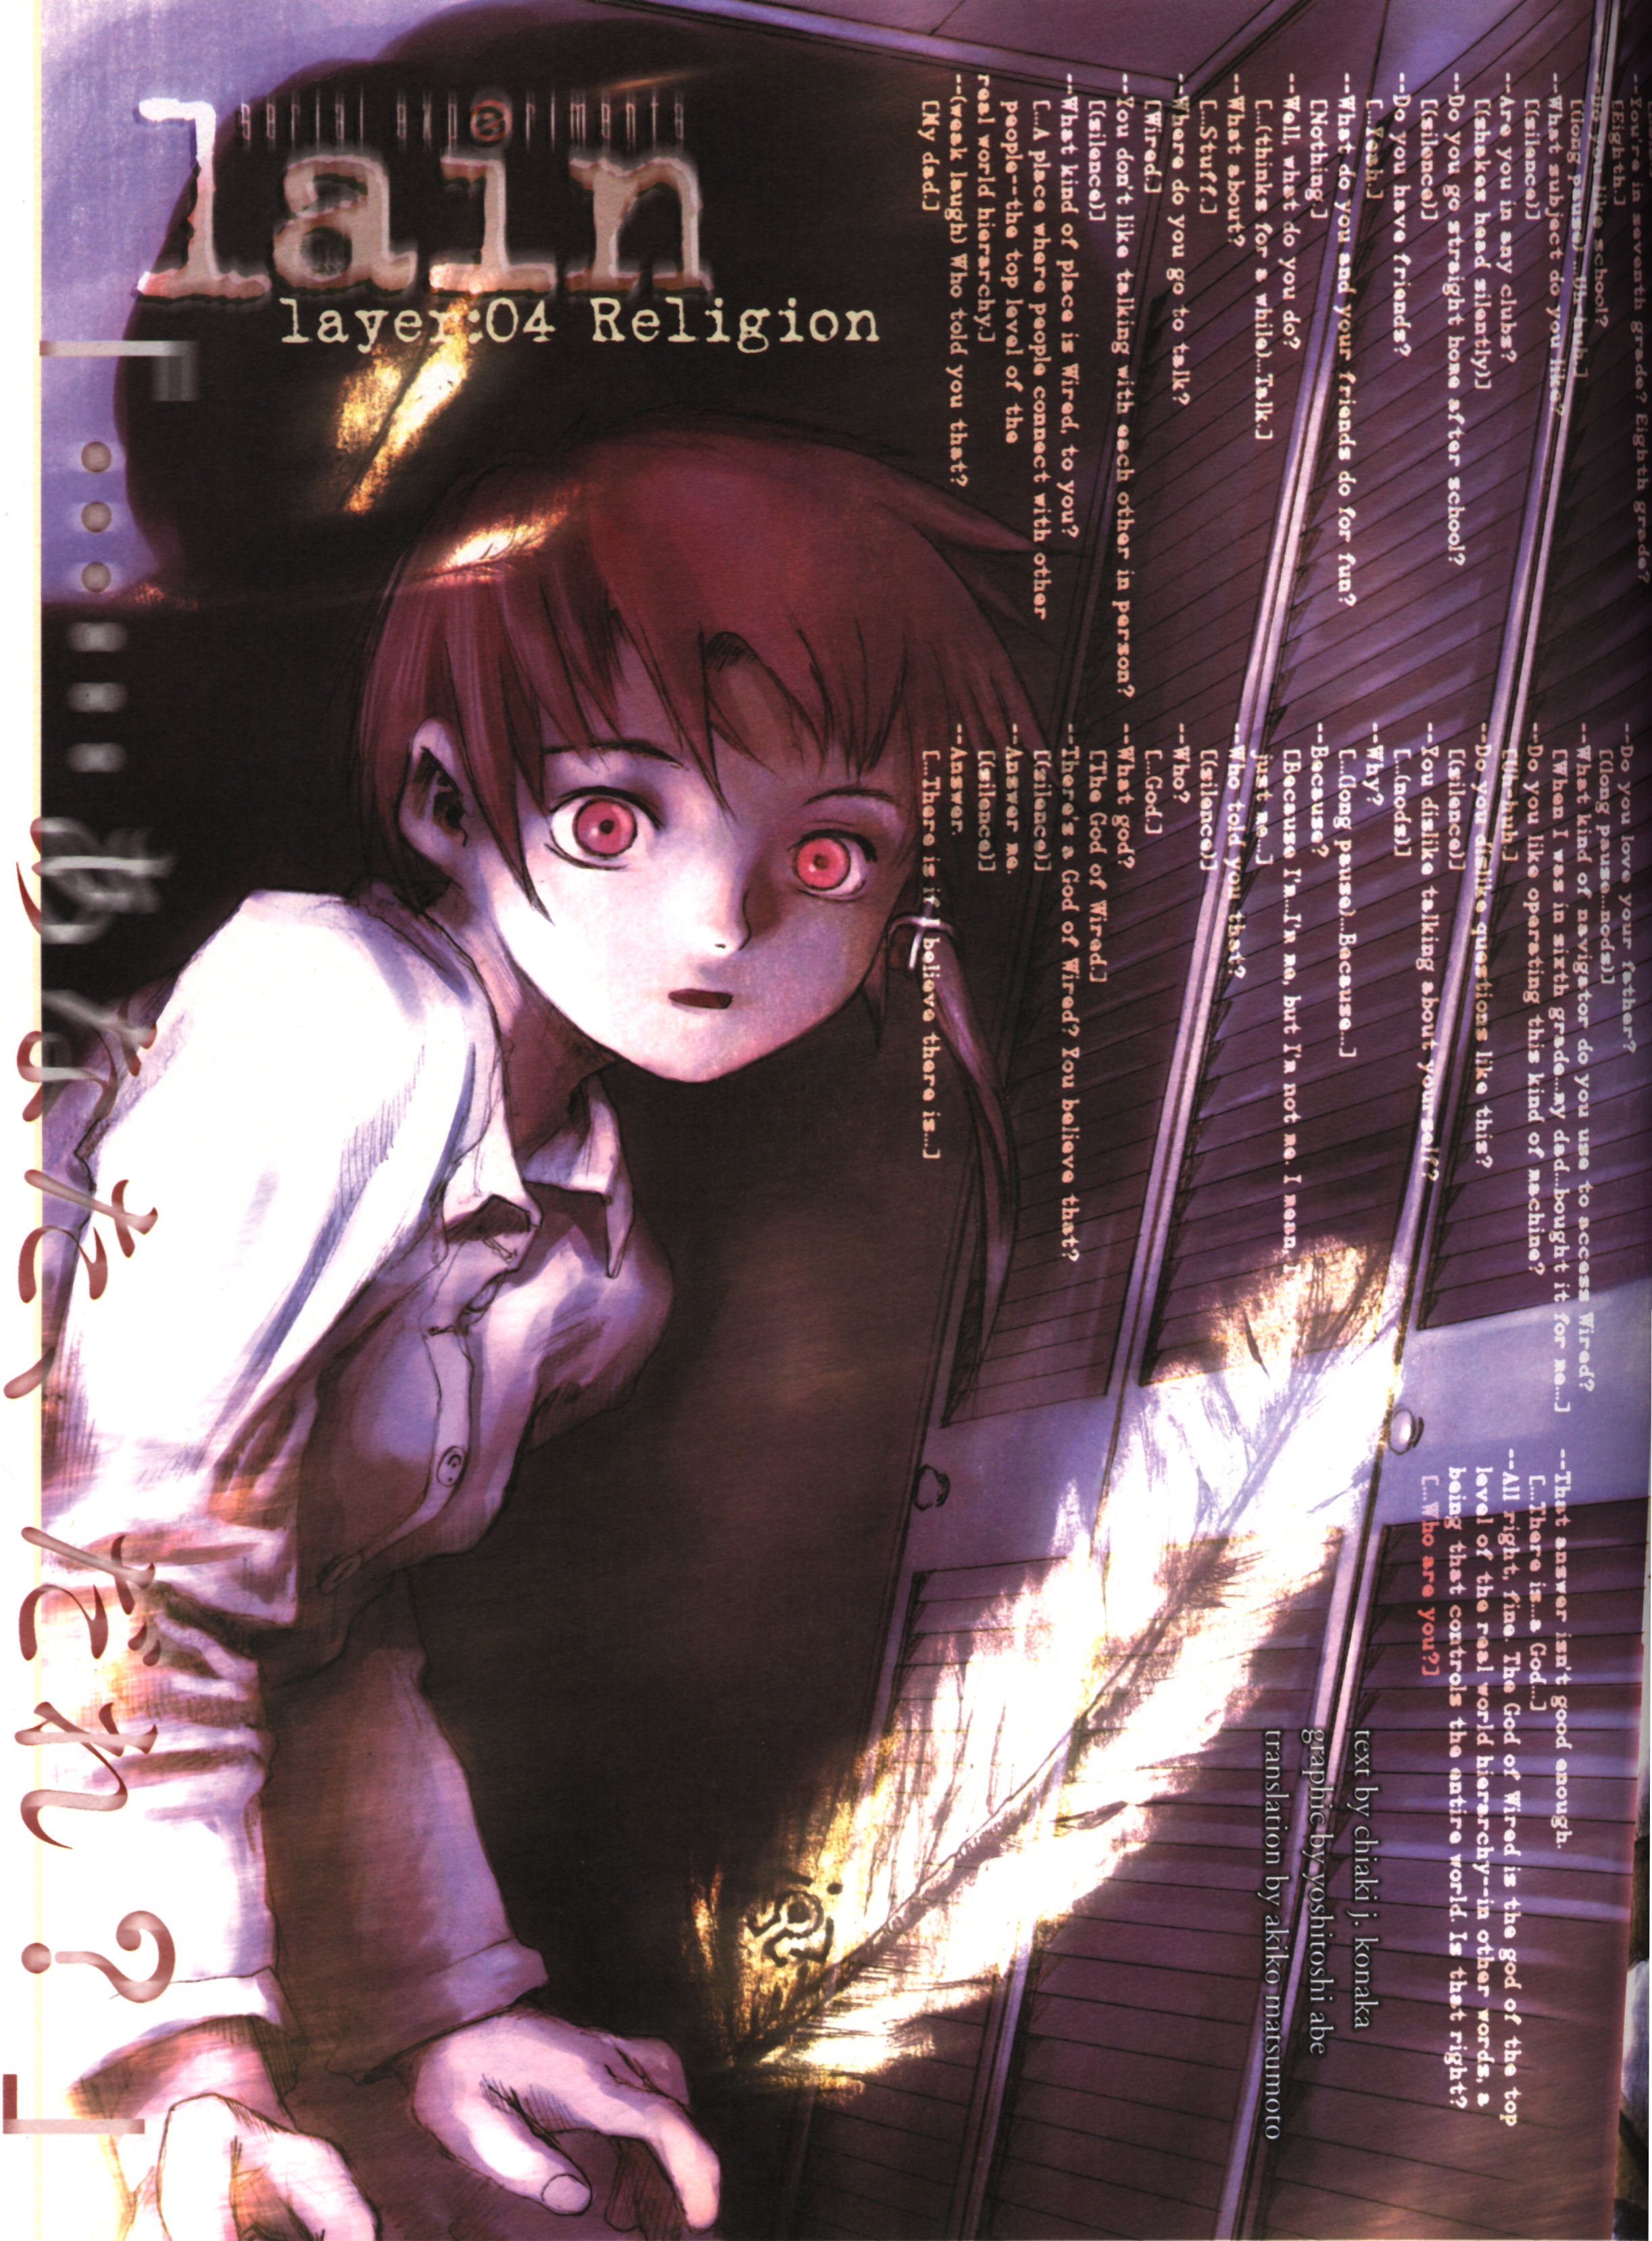 serial experiments
lain
layer:04 Religion
--You're in seventh grade? Eighth grade?
[Eighth.]
--Do you like school?
[(long pause)...Uh-huh.]
--What subject do you like?
[(silence)]
--Are you in any clubs?
[(shakes head silently)]
--Do you go straight home after school?
[(silence)]
--Do you have friends?
[...Yeah.]
--What do you and your friends do for fun?
[Nothing.]
--Well, what do you do?
[...(thinks for a while)...Talk.]
--What about?
[...Stuff.]
--Where do you go to talk?
[Wired.]
--You don't like talking with each other in person?
[(silence)]
--What kind of place is Wired, to you?
[...A place where people connect with other
people--the top level of the
real world hierarchy.]
--(weak laugh) Who told you that?
[My dad.]
--Do you love your father?
[(long pause...nods)]
--What kind of navigator do you use to access Wired?
[When I was in sixth grade...my dad...bought it for me....]
--Do you like operating this kind of machine?
[Uh-huh.]
--Do you dislike questions like this?
[(silence)]
--You dislike talking about yourself?
[...(nods)]
--Why?
[...(long pause)...Because....]
--Because?
[Because I'm...I'm me, but I'm not me. I mean, I
just me..]
Who told you that?
[(silence)]
--Who?
[...God.]
--What god?
[The God of Wired.]
--There's a God of Wired? You believe that?
[(silence)]
--Answer me.
[(silence)]
--Answer.
[...There is if I believe there is....]
--That answer isn't good enough.
[...There is...a God...]
--All right, fine. The God of Wired is the god of the top
level of the real world hierarchy--in other words, a
being that controls the entire world. Is that right?
[...Who are you?]
text by chiaki j. konaka
graphic by yoshitoshi abe
translation by akiko matsumoto
「……あなた、だれ?」